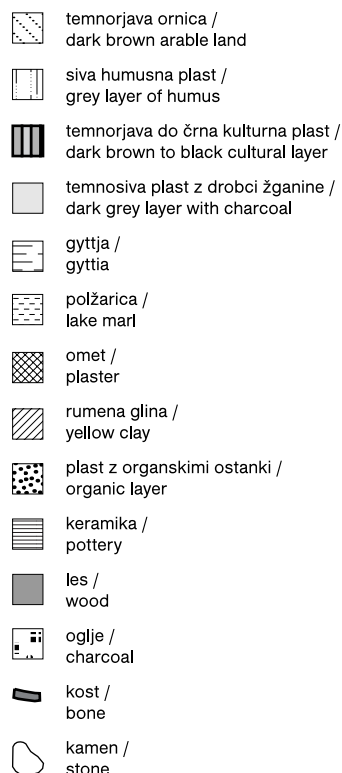 temnorjava ornica /
dark brown arable land
siva humusna plast /
grey layer of humus
temnorjava do črna kulturna plast /
dark brown to black cultural layer
temnosiva plast z drobci žganine /
dark grey layer with charcoal
gyttja /
gyttia
polžarica /
lake marl
omet /
plaster
rumena glina /
yellow clay
plast z organskimi ostanki /
organic layer
keramika /
pottery
les /
wood
oglje /
charcoal
kost /
bone
kamen /
stone